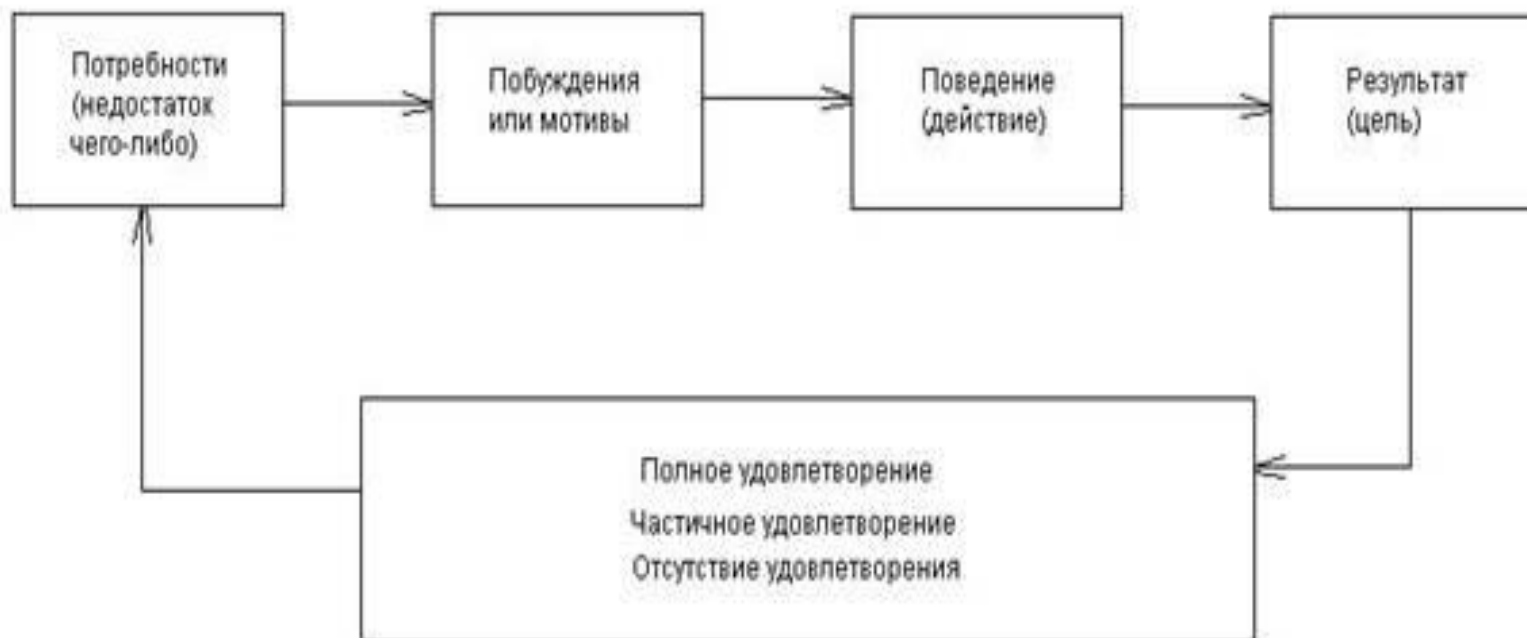 Потребности
(недостаток
чего-либо)
Побуждения
или мотивы
Поведение
(действие)
Результат
(цель)
Полное удовлетворение
Частичное удовлетворение
Отсутствие удовлетворения